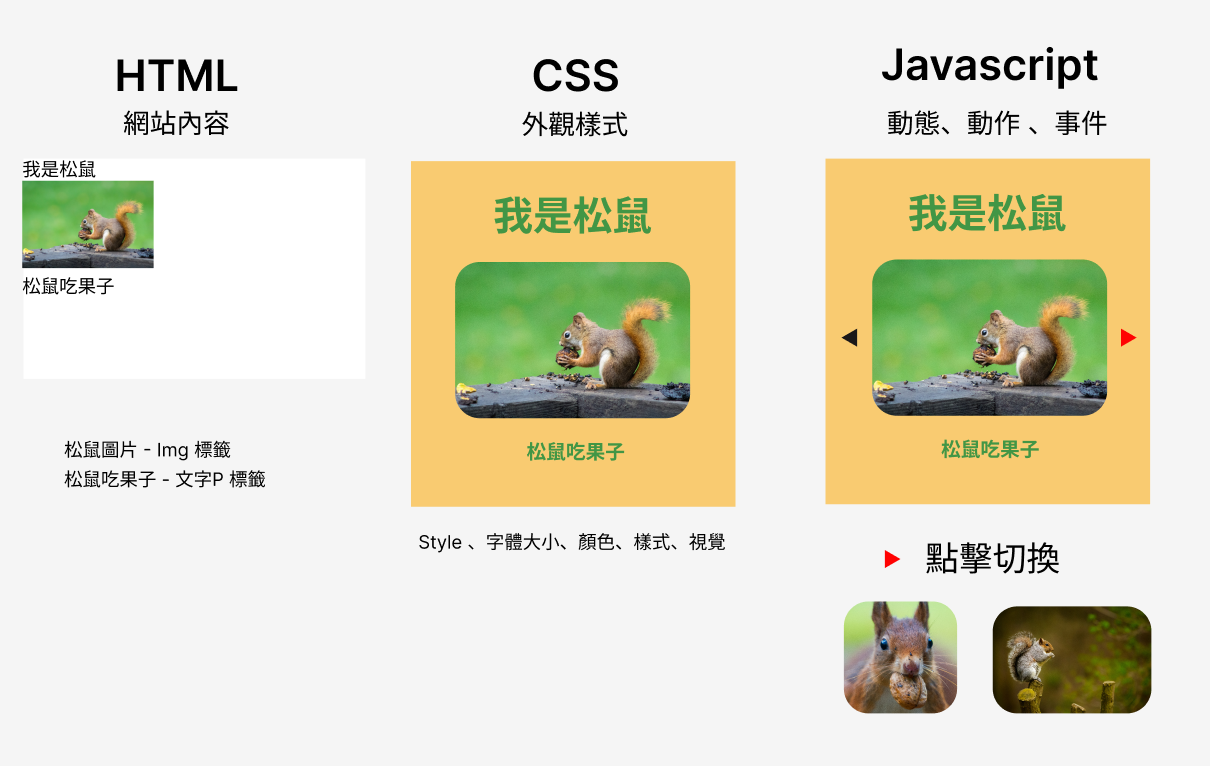 HTML
網站內容
我是松鼠
松鼠吃果子
松鼠圖片 - Img 標籤
松鼠吃果子 - 文字P 標籤
CSS
外觀樣式
我是松鼠
松鼠吃果子
Style 、字體大小、顏色、樣式、視覺
Javascript
動態、動作 、事件
我是松鼠
松鼠吃果子
點擊切換